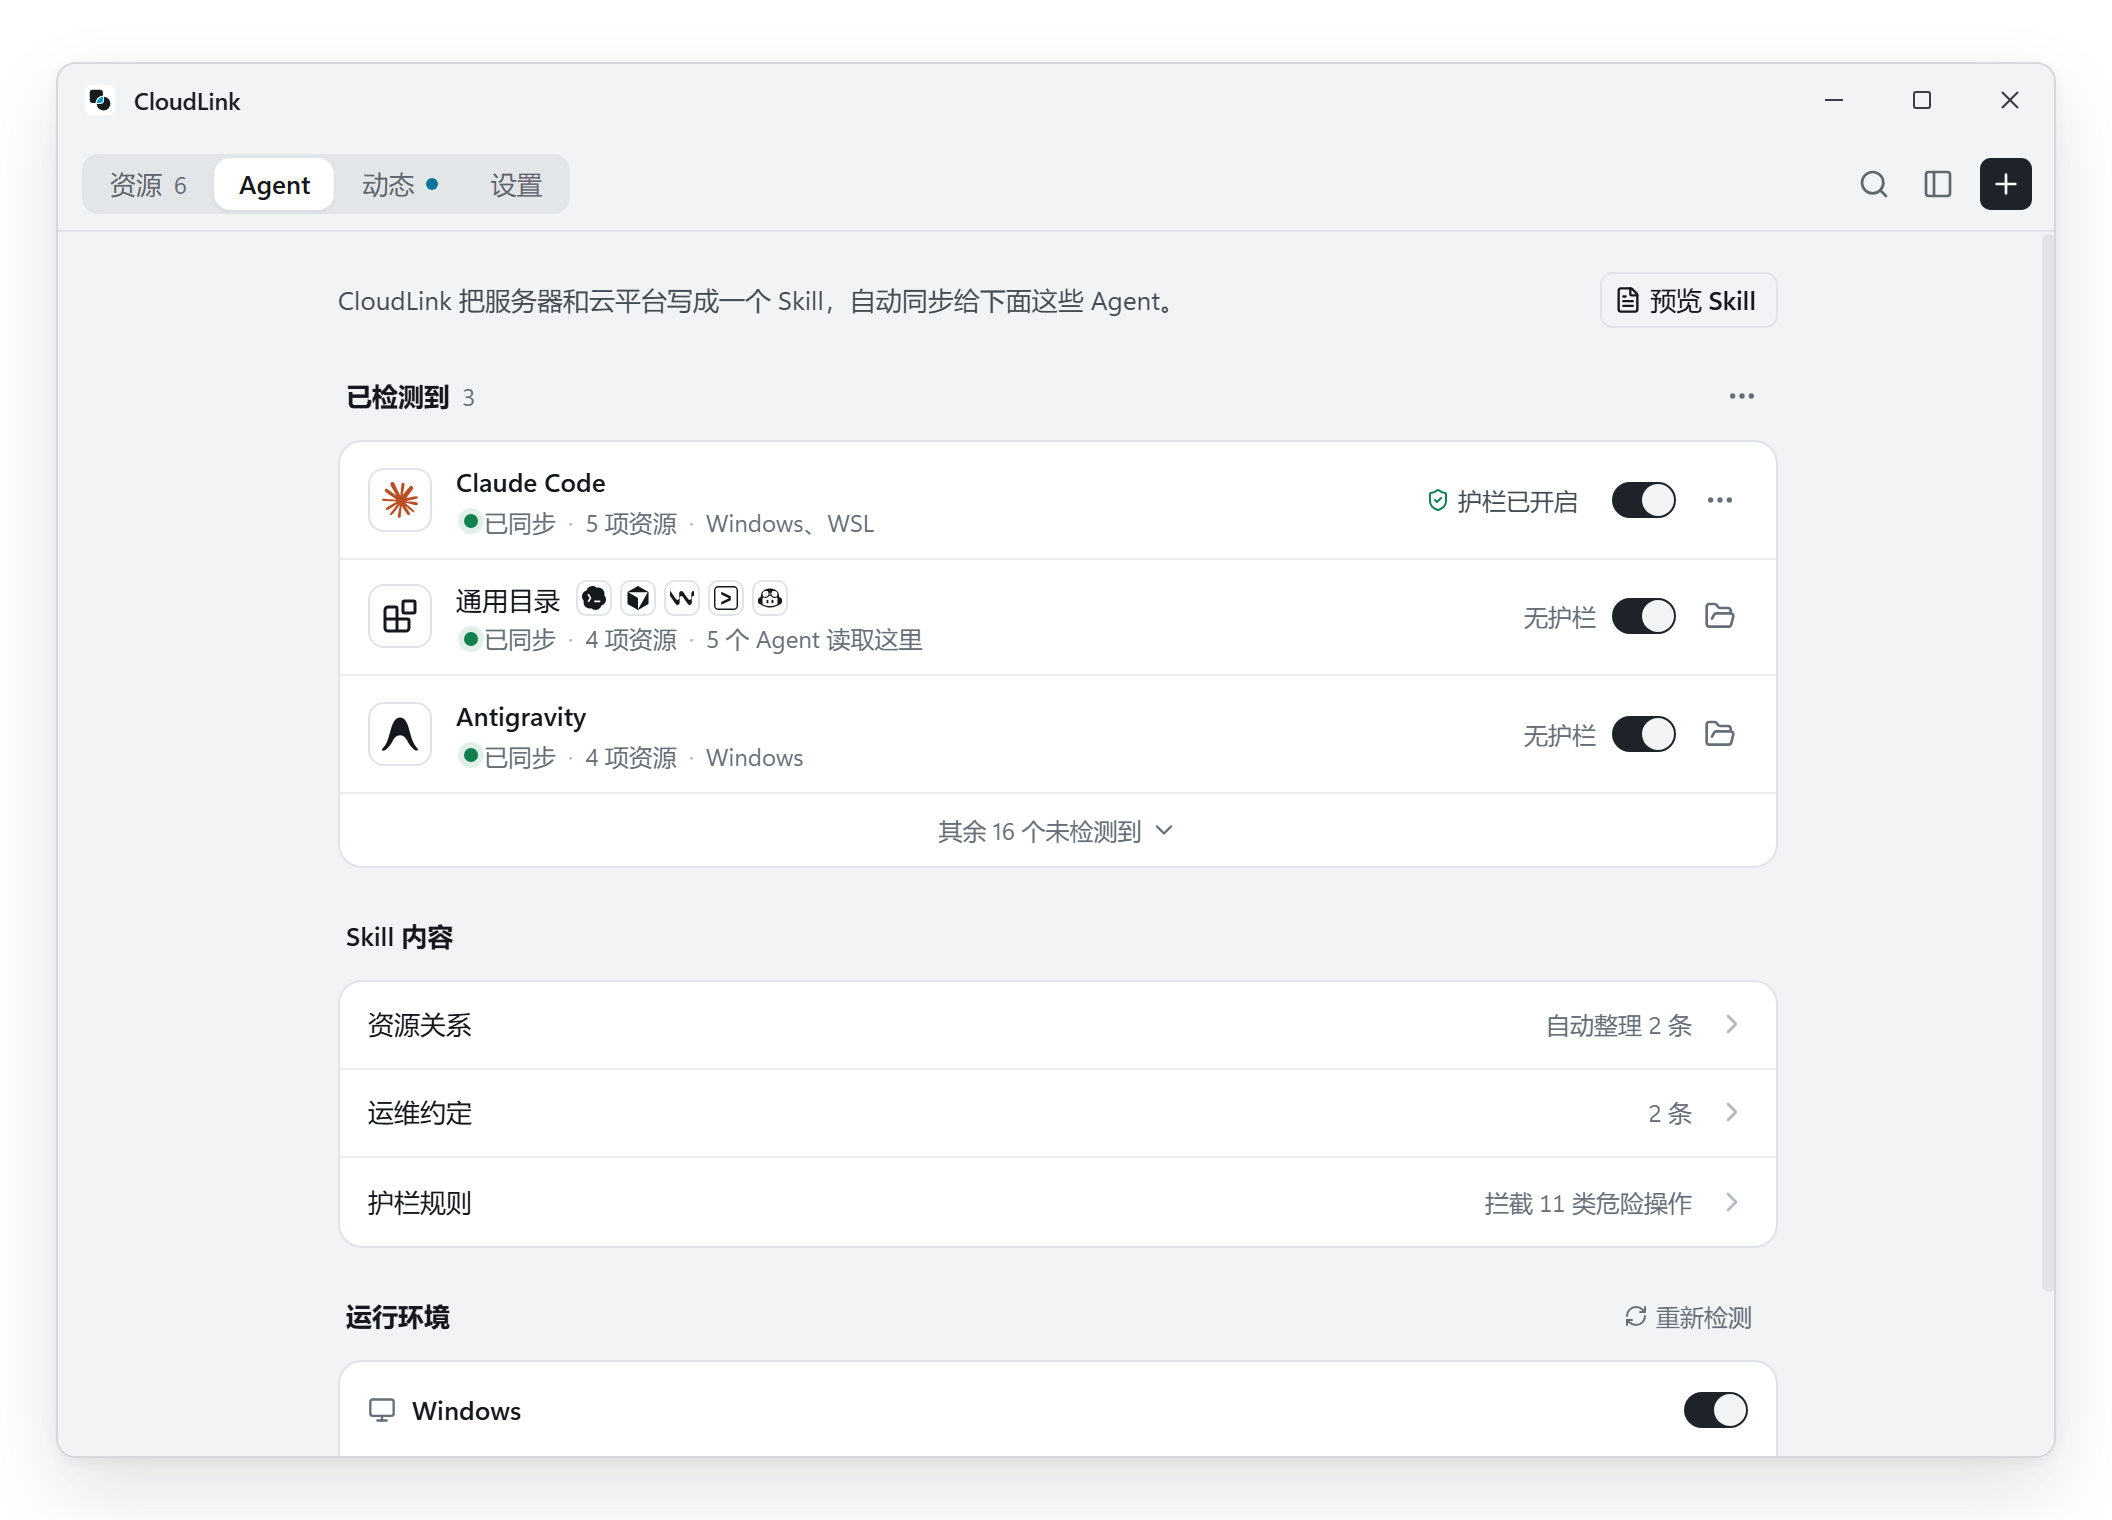 CloudLink
资源 6 Agent 动态 设置
CloudLink 把服务器和云平台写成一个 Skill，自动同步给下面这些 Agent。 预览 Skill
已检测到 3
Claude Code
已同步 · 5 项资源 · Windows、WSL
护栏已开启
通用目录
已同步 · 4 项资源 · 5 个 Agent 读取这里
无护栏
Antigravity
已同步 · 4 项资源 · Windows
无护栏
其余 16 个未检测到
Skill 内容
资源关系 自动整理 2 条
运维约定 2 条
护栏规则 拦截 11 类危险操作
运行环境 重新检测
Windows